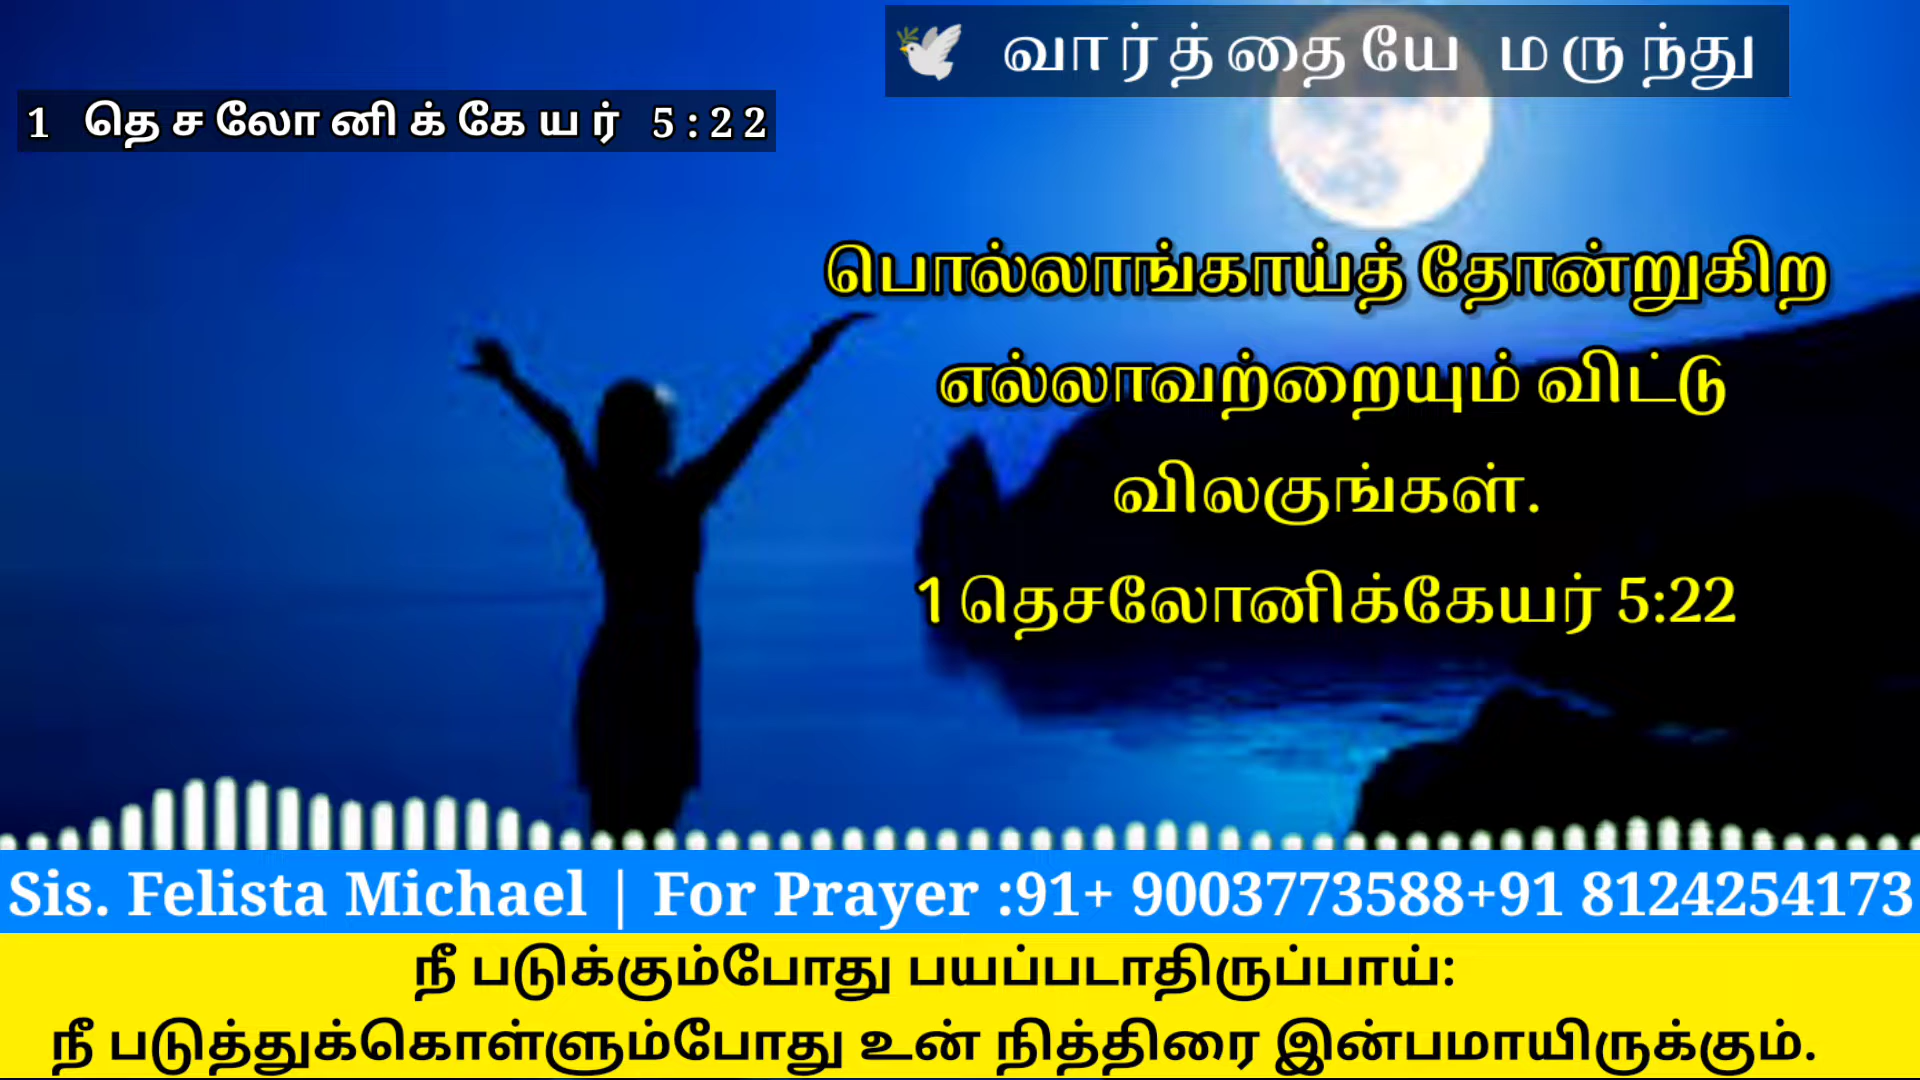 🕊️ வார்த்தையே மருந்து
1 தெசலோனிக்கேயர் 5:22
பொல்லாங்காய்த் தோன்றுகிற
எல்லாவற்றையும் விட்டு
விலகுங்கள்.
1 தெசலோனிக்கேயர் 5:22
Sis. Felista Michael | For Prayer :91+ 9003773588+91 8124254173
நீ படுக்கும்போது பயப்படாதிருப்பாய்:
நீ படுத்துக்கொள்ளும்போது உன் நித்திரை இன்பமாயிருக்கும்.